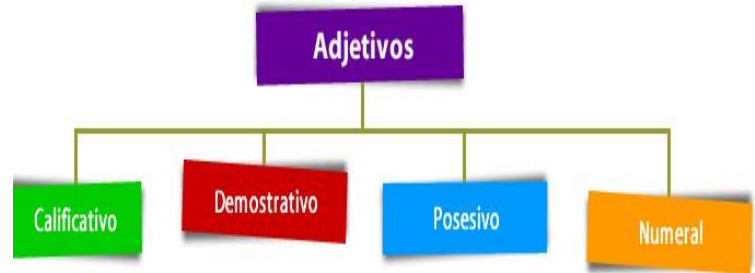 Adjetivos
Calificativo
Demostrativo
Posesivo
Numeral